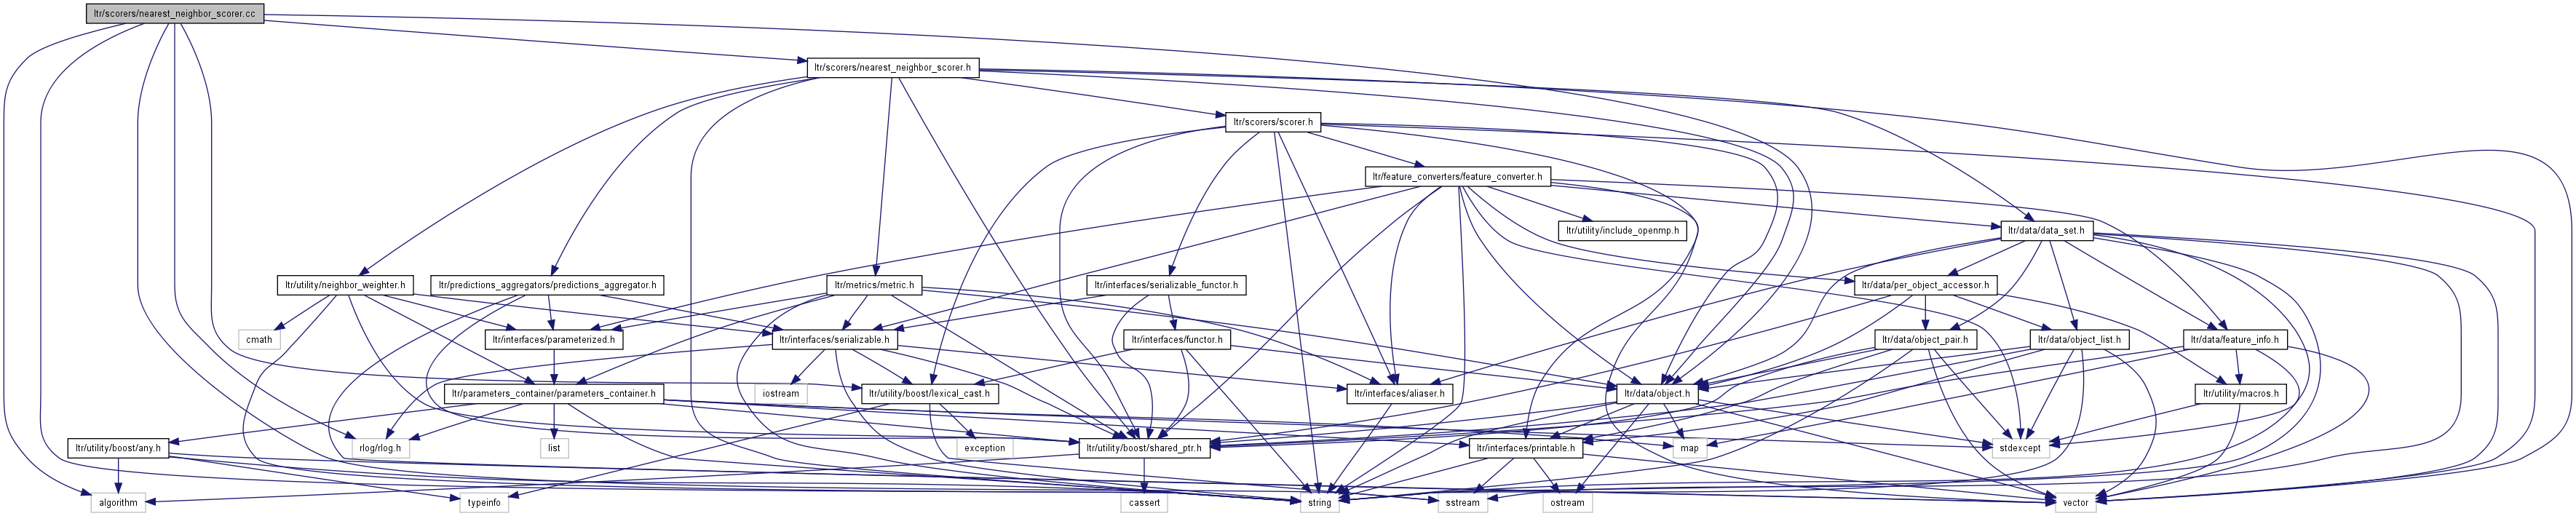 ltr/scorers/nearest_neighbor_scorer.cc
ltr/scorers/nearest_neighbor_scorer.h
ltr/scorers/scorer.h
ltr/feature_converters/feature_converter.h
ltr/utility/include_openmp.h
ltr/data/data_set.h
ltr/utility/neighbor_weighter.h
ltr/predictions_aggregators/predictions_aggregator.h
ltr/metrics/metric.h
ltr/interfaces/serializable_functor.h
ltr/data/per_object_accessor.h
cmath
ltr/interfaces/parameterized.h
ltr/interfaces/serializable.h
ltr/interfaces/functor.h
ltr/data/object_pair.h
ltr/data/object_list.h
ltr/data/feature_info.h
ltr/parameters_container/parameters_container.h
iostream
ltr/utility/boost/lexical_cast.h
ltr/interfaces/aliaser.h
ltr/data/object.h
ltr/utility/macros.h
ltr/utility/boost/any.h
rlog/rlog.h
list
exception
ltr/utility/boost/shared_ptr.h
ltr/interfaces/printable.h
map
stdexcept
algorithm
typeinfo
cassert
string
sstream
ostream
vector